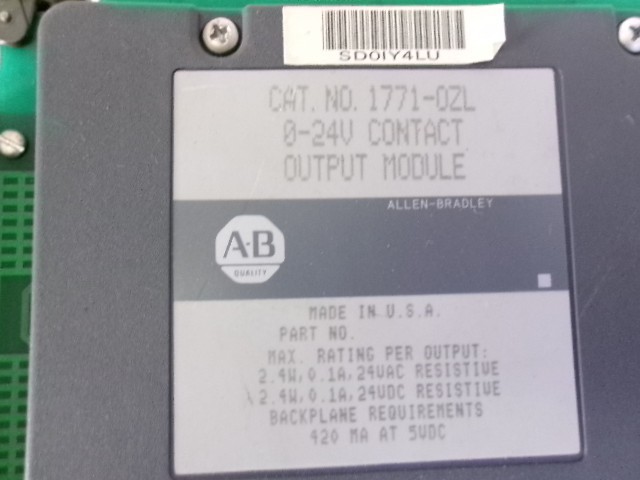 SD0IY4LU
CAT. NO. 1771-OZL
0-24V CONTACT
OUTPUT MODULE
ALLEN-BRADLEY
A-B
QUALITY
MADE IN U.S.A.
PART NO.
MAX. RATING PER OUTPUT:
2.4W, 0.1A, 24VAC RESISTIVE
2.4W, 0.1A, 24VDC RESISTIVE
BACKPLANE REQUIREMENTS
420 MA AT 5VDC